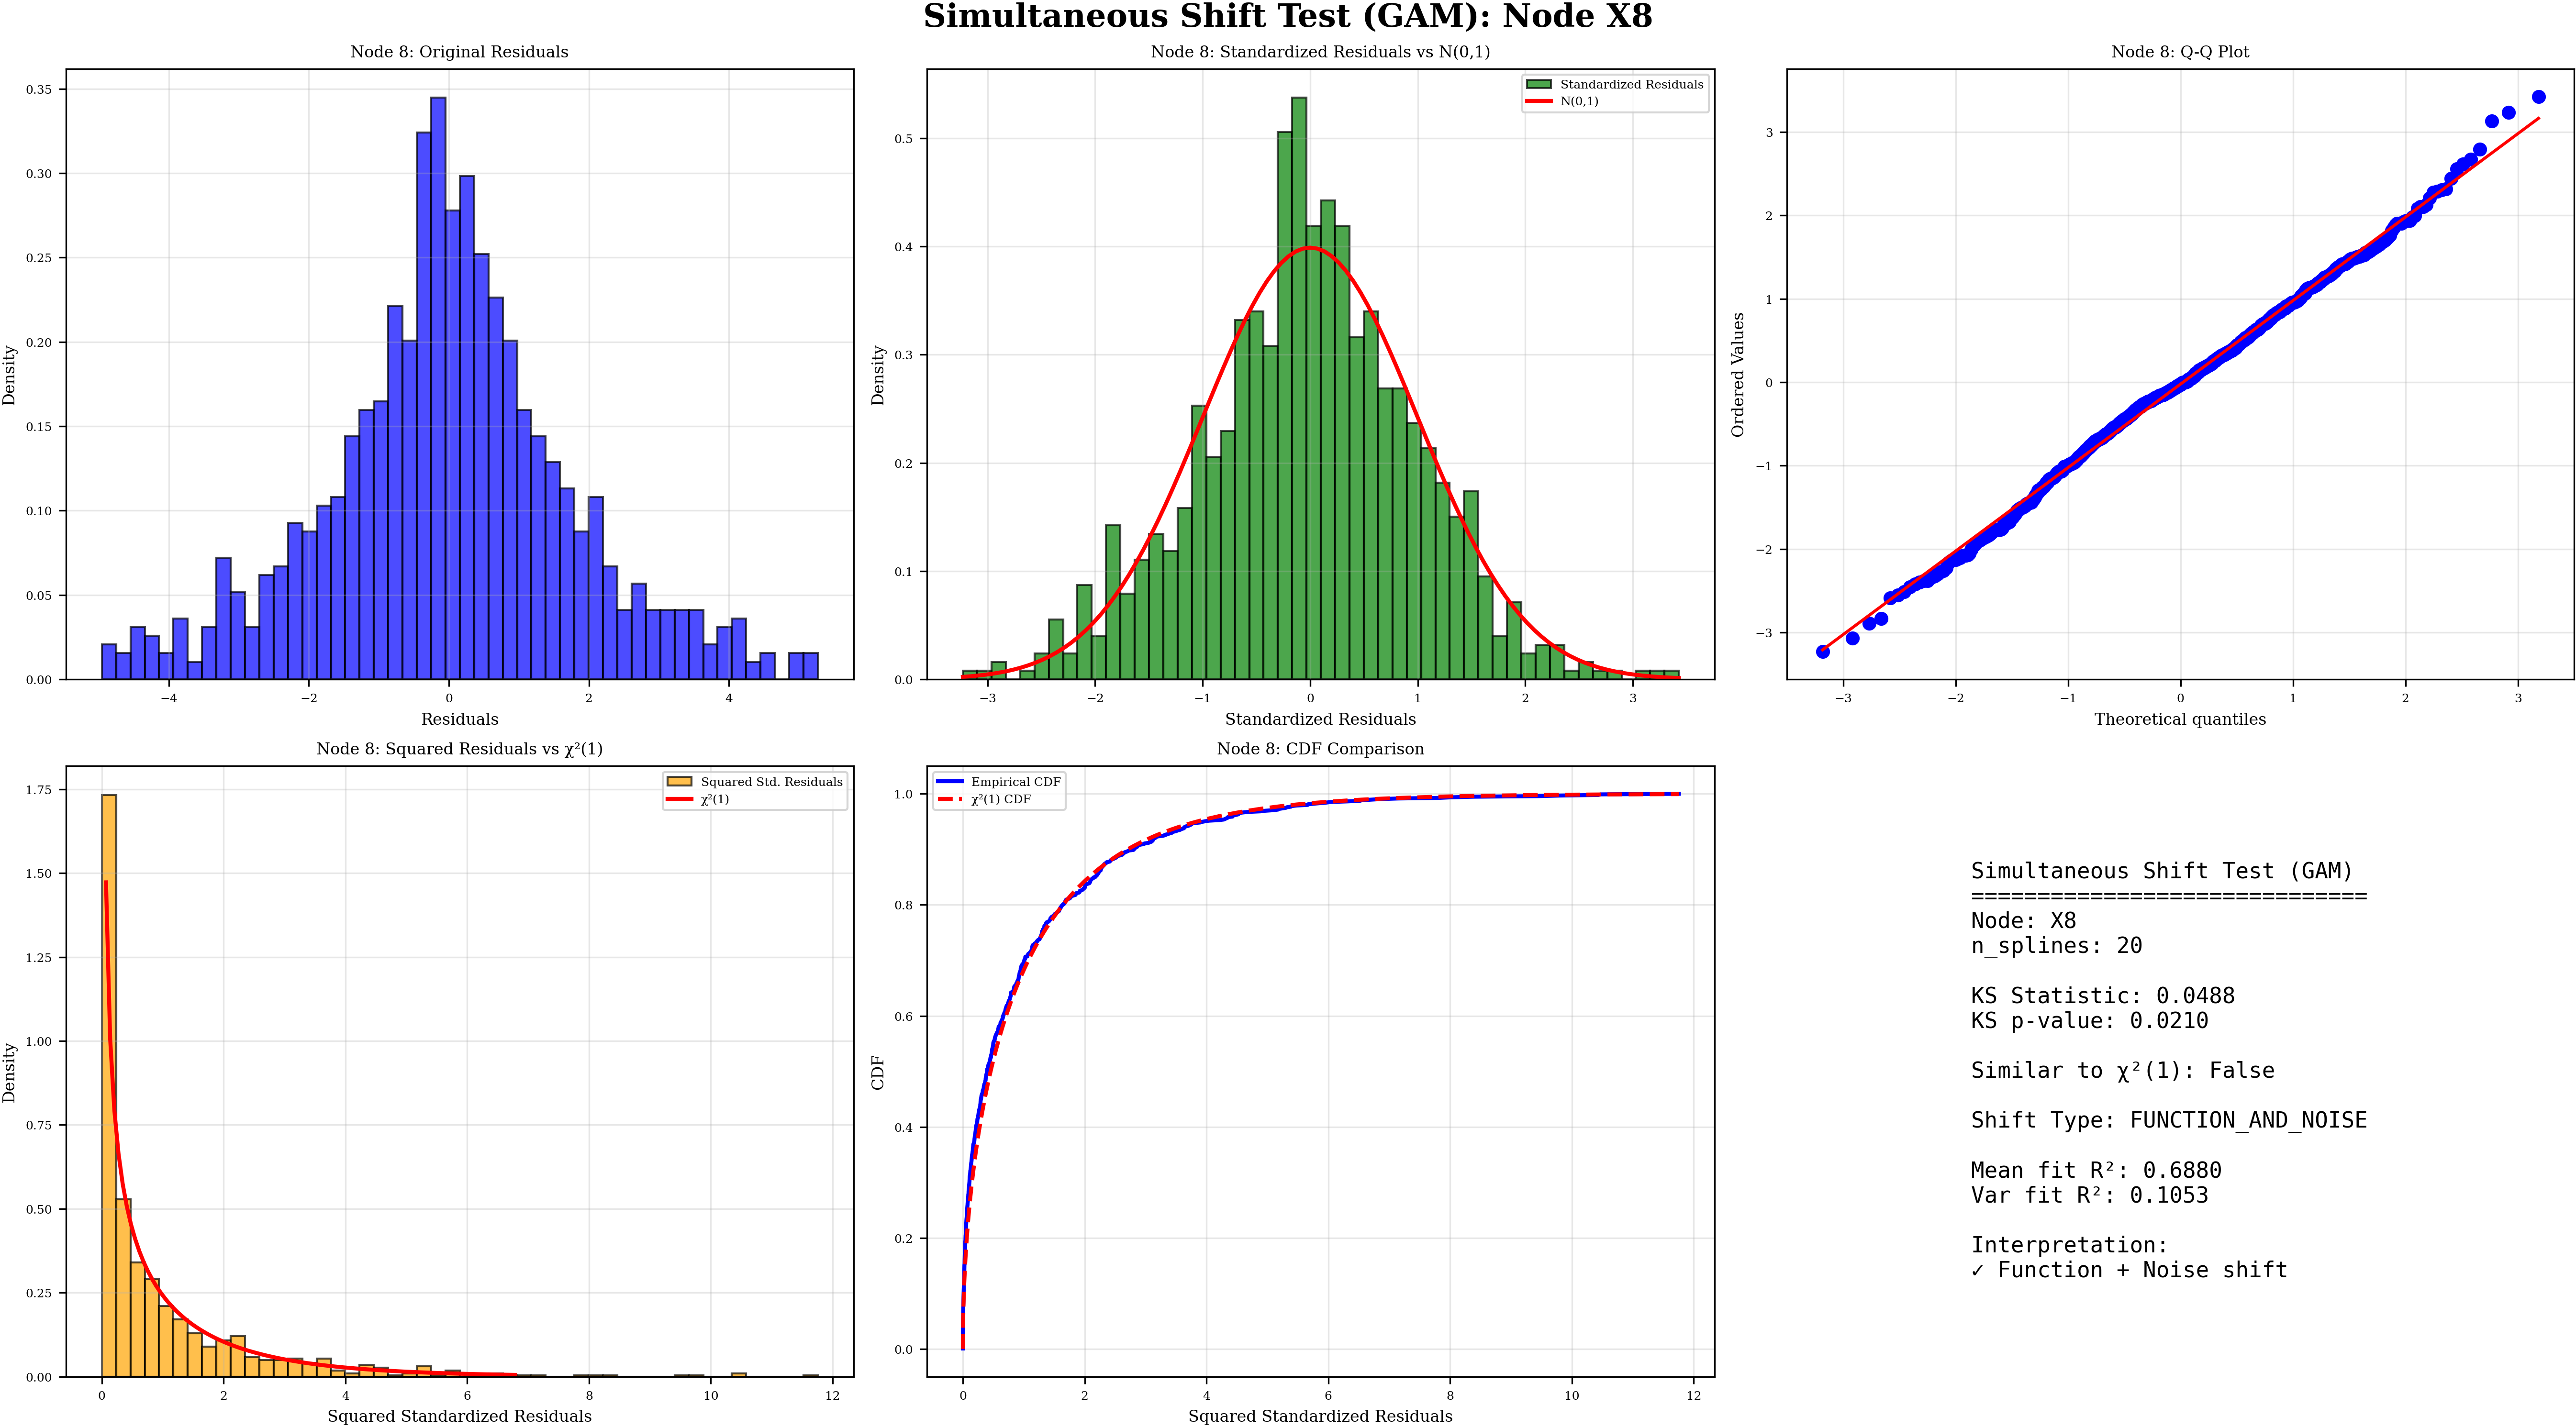 Simultaneous Shift Test (GAM): Node X8
Node 8: Original Residuals
Density
0.35
0.30
0.25
0.20
0.15
0.10
0.05
0.00
−4
−2
0
2
4
Residuals
Node 8: Standardized Residuals vs N(0,1)
Standardized Residuals
N(0,1)
Density
0.5
0.4
0.3
0.2
0.1
0.0
−3
−2
−1
0
1
2
3
Standardized Residuals
Node 8: Q-Q Plot
Ordered Values
3
2
1
0
−1
−2
−3
−3
−2
−1
0
1
2
3
Theoretical quantiles
Node 8: Squared Residuals vs χ²(1)
Squared Std. Residuals
χ²(1)
Density
1.75
1.50
1.25
1.00
0.75
0.50
0.25
0.00
0
2
4
6
8
10
12
Squared Standardized Residuals
Node 8: CDF Comparison
Empirical CDF
χ²(1) CDF
CDF
1.0
0.8
0.6
0.4
0.2
0.0
0
2
4
6
8
10
12
Squared Standardized Residuals
Simultaneous Shift Test (GAM)
==============================
Node: X8
n_splines: 20
KS Statistic: 0.0488
KS p-value: 0.0210
Similar to χ²(1): False
Shift Type: FUNCTION_AND_NOISE
Mean fit R²: 0.6880
Var fit R²: 0.1053
Interpretation:
✓ Function + Noise shift